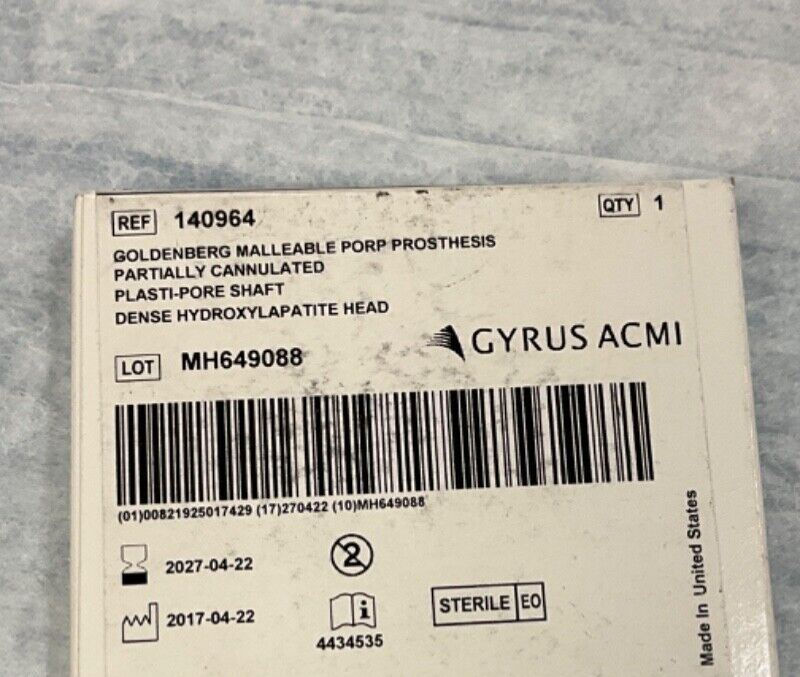 REF 140964
QTY 1
GOLDENBERG MALLEABLE PORP PROSTHESIS
PARTIALLY CANNULATED
PLASTI-PORE SHAFT
DENSE HYDROXYLAPATITE HEAD
GYRUS ACMI
LOT MH649088
(01)00821925017429 (17)270422 (10)MH649088
2027-04-22
2
2017-04-22
i
4434535
STERILE EO
Made In United States